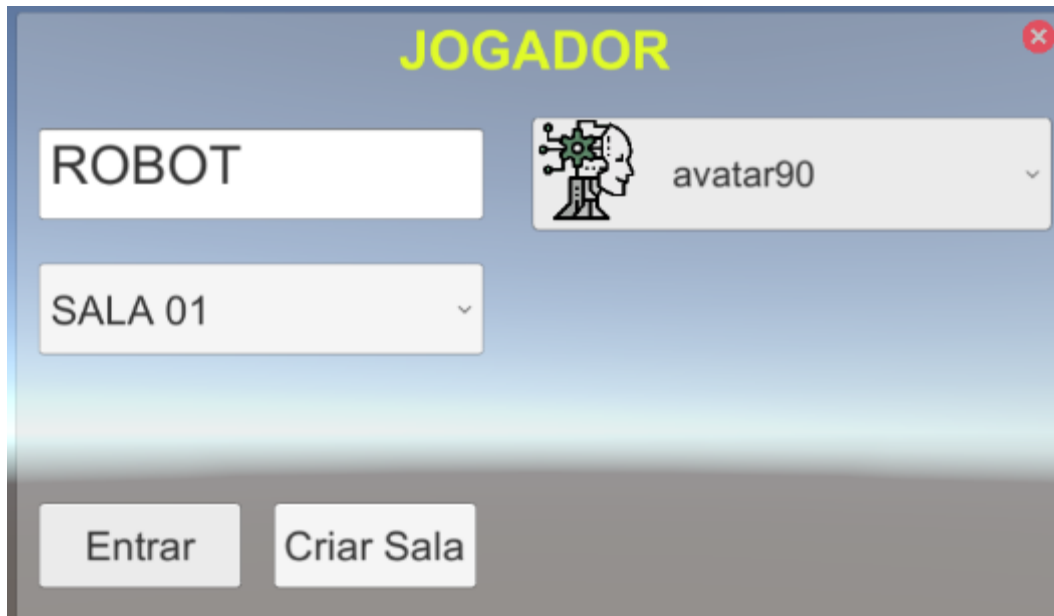 JOGADOR
ROBOT
avatar90
SALA 01
Entrar
Criar Sala